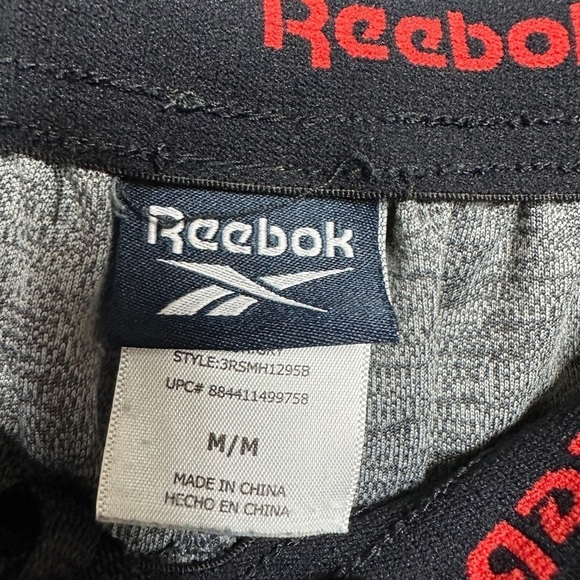 Reebok
Reebok
STYLE:3RSMH1295B
UPC# 884411499758
M/M
MADE IN CHINA
HECHO EN CHINA